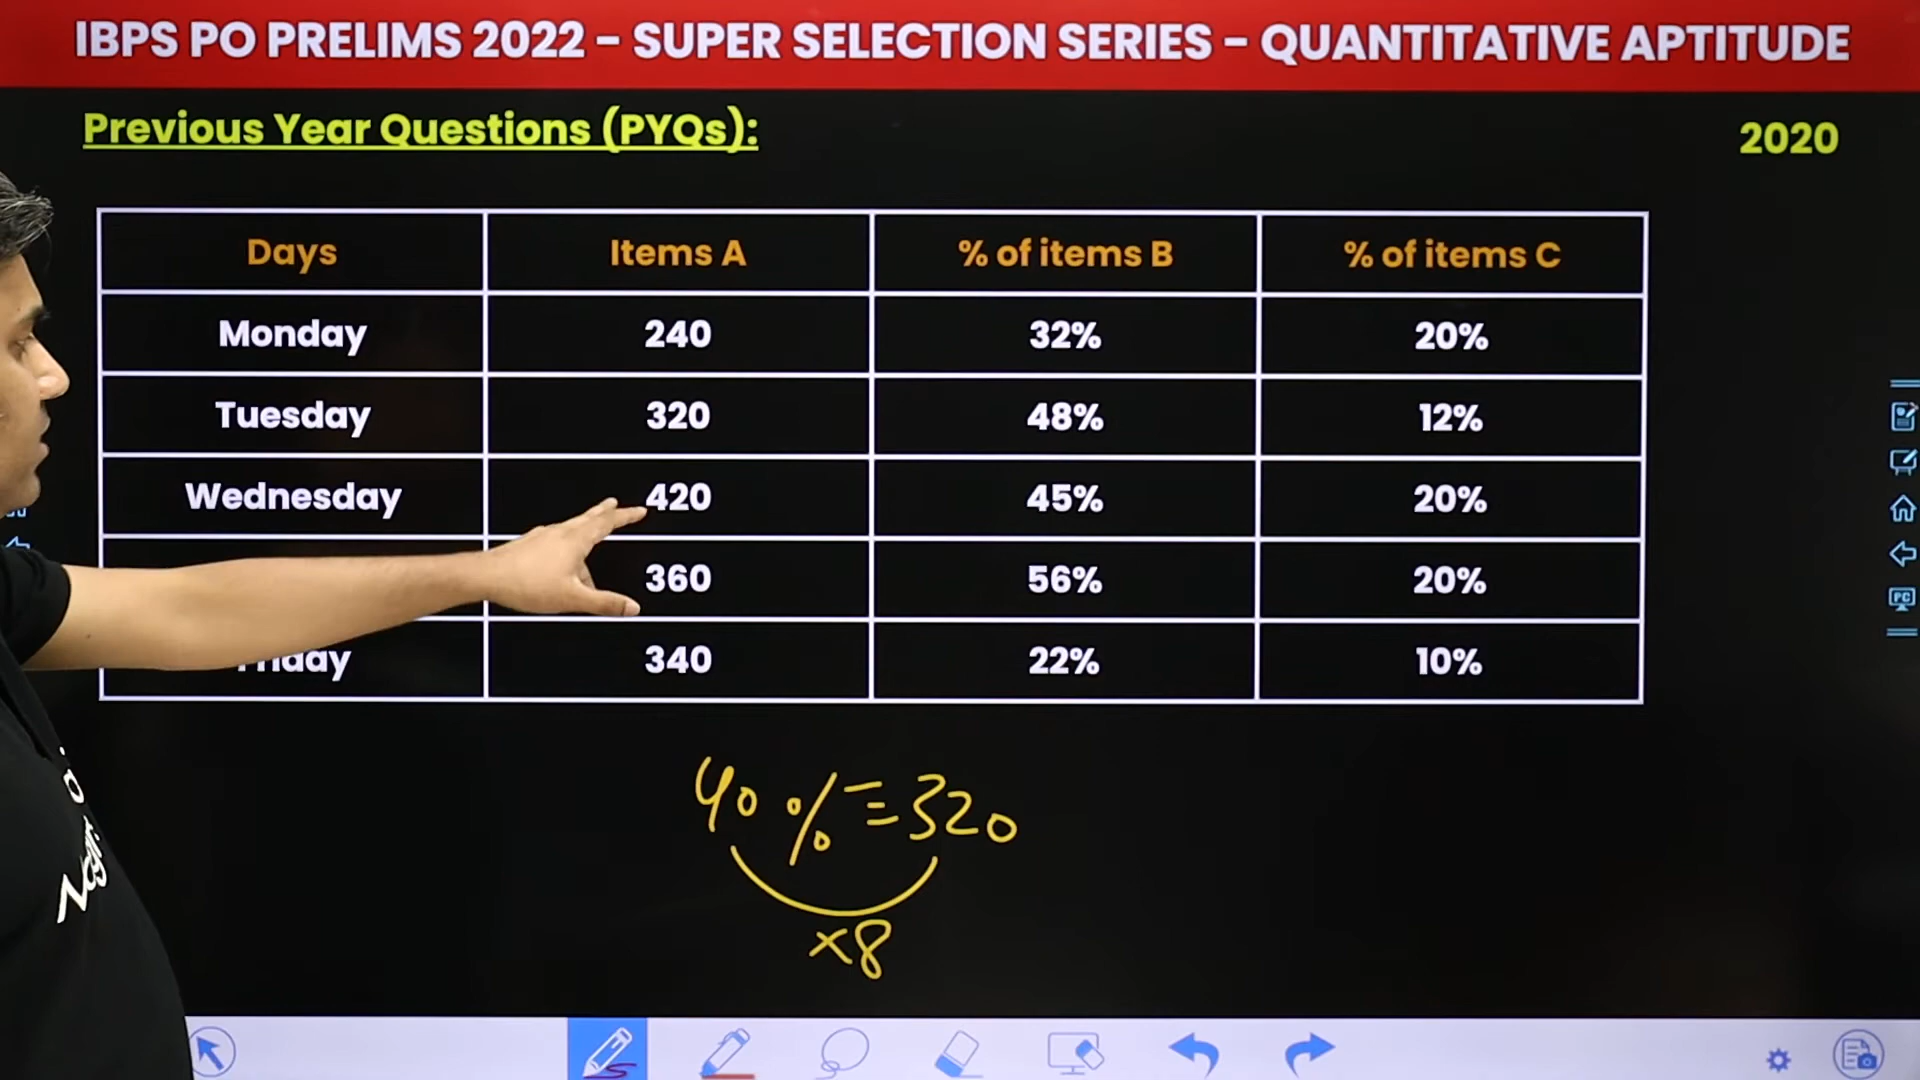 IBPS PO PRELIMS 2022 - SUPER SELECTION SERIES - QUANTITATIVE APTITUDE
Previous Year Questions (PYQs):
2020
Days Items A % of items B % of items C
Monday 240 32% 20%
Tuesday 320 48% 12%
Wednesday 420 45% 20%
360 56% 20%
Friday 340 22% 10%
40% = 320
×8
PC